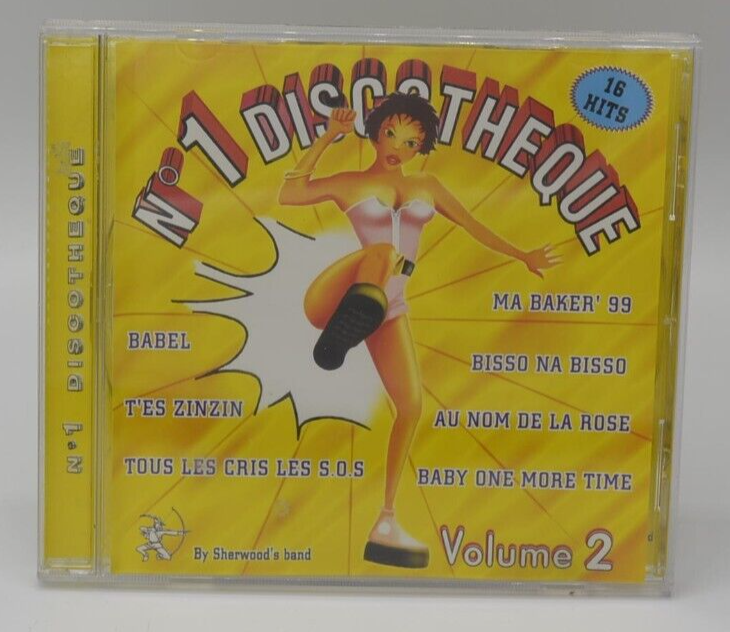 N°1 DISCOTHEQUE
N°1 DISCOTHEQUE
16
HITS
MA BAKER' 99
BABEL
BISSO NA BISSO
T'ES ZINZIN
AU NOM DE LA ROSE
TOUS LES CRIS LES S.O.S
BABY ONE MORE TIME
By Sherwood's band
Volume 2